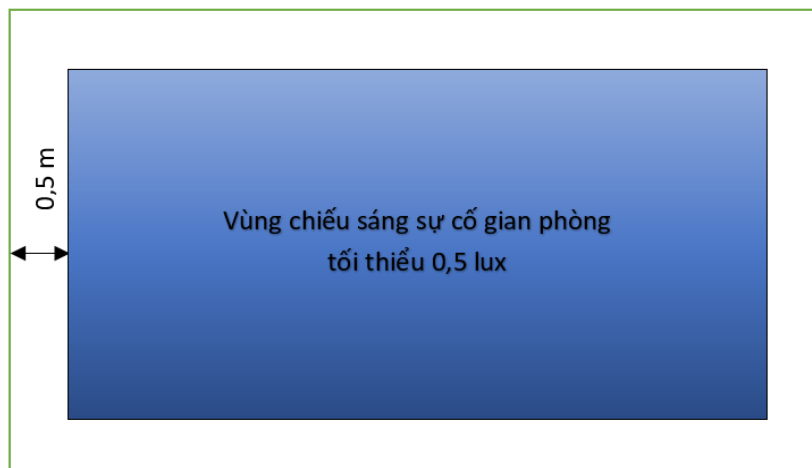 0,5 m
Vùng chiếu sáng sự cố gian phòng
tối thiểu 0,5 lux